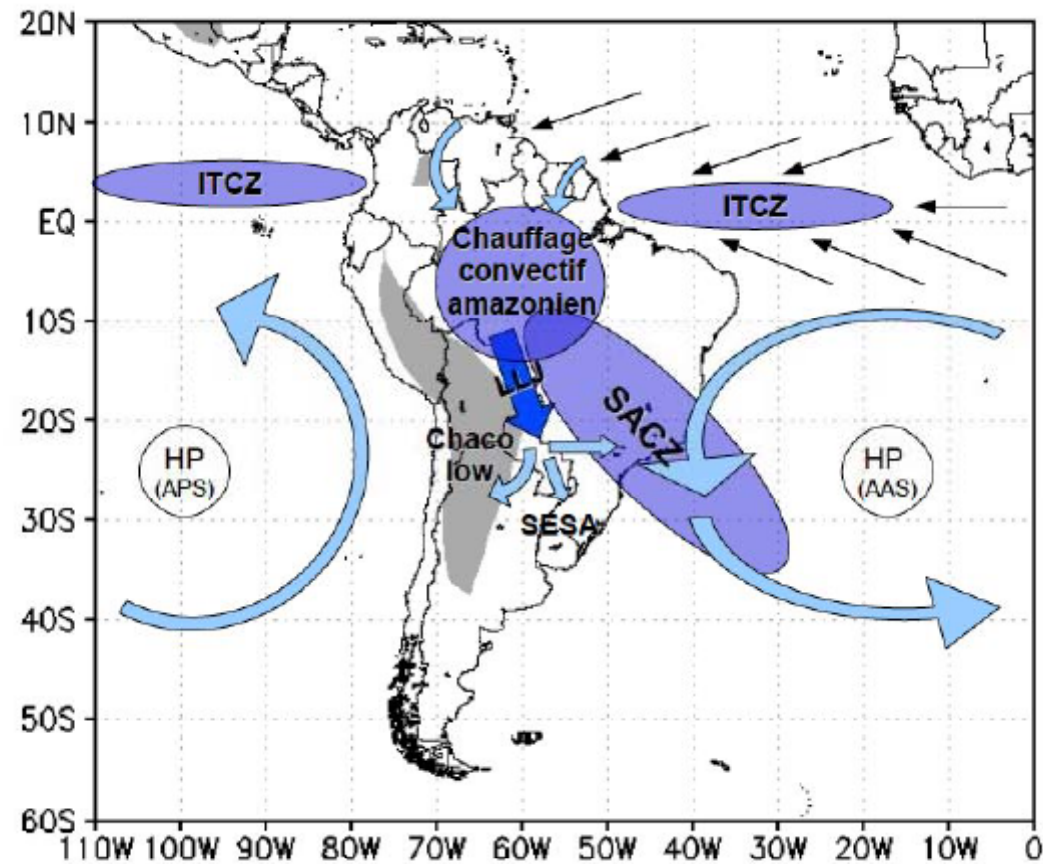 20N
10N
EQ
10S
20S
30S
40S
50S
60S
ITCZ
ITCZ
Chauffage
convectif
amazonien
LLJ
SACZ
Chaco
low
HP
(APS)
HP
(AAS)
SESA
110W 100W 90W 80W 70W 60W 50W 40W 30W 20W 10W 0